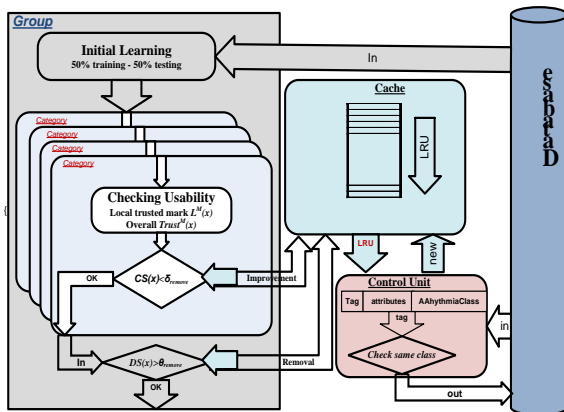 Group
Initial Learning
50% training - 50% testing
In
Database
Category
Category
Category
Category
Checking Usability
Local trusted mark L^M(x)
Overall Trust^M(x)
CS(x)<δ_remove
OK
Improvement
In
DS(x)>θ_remove
Removal
OK
Cache
LRU
LRU
new
Control Unit
Tag attributes AAhythmiaClass
tag
Check same class
in
out
{